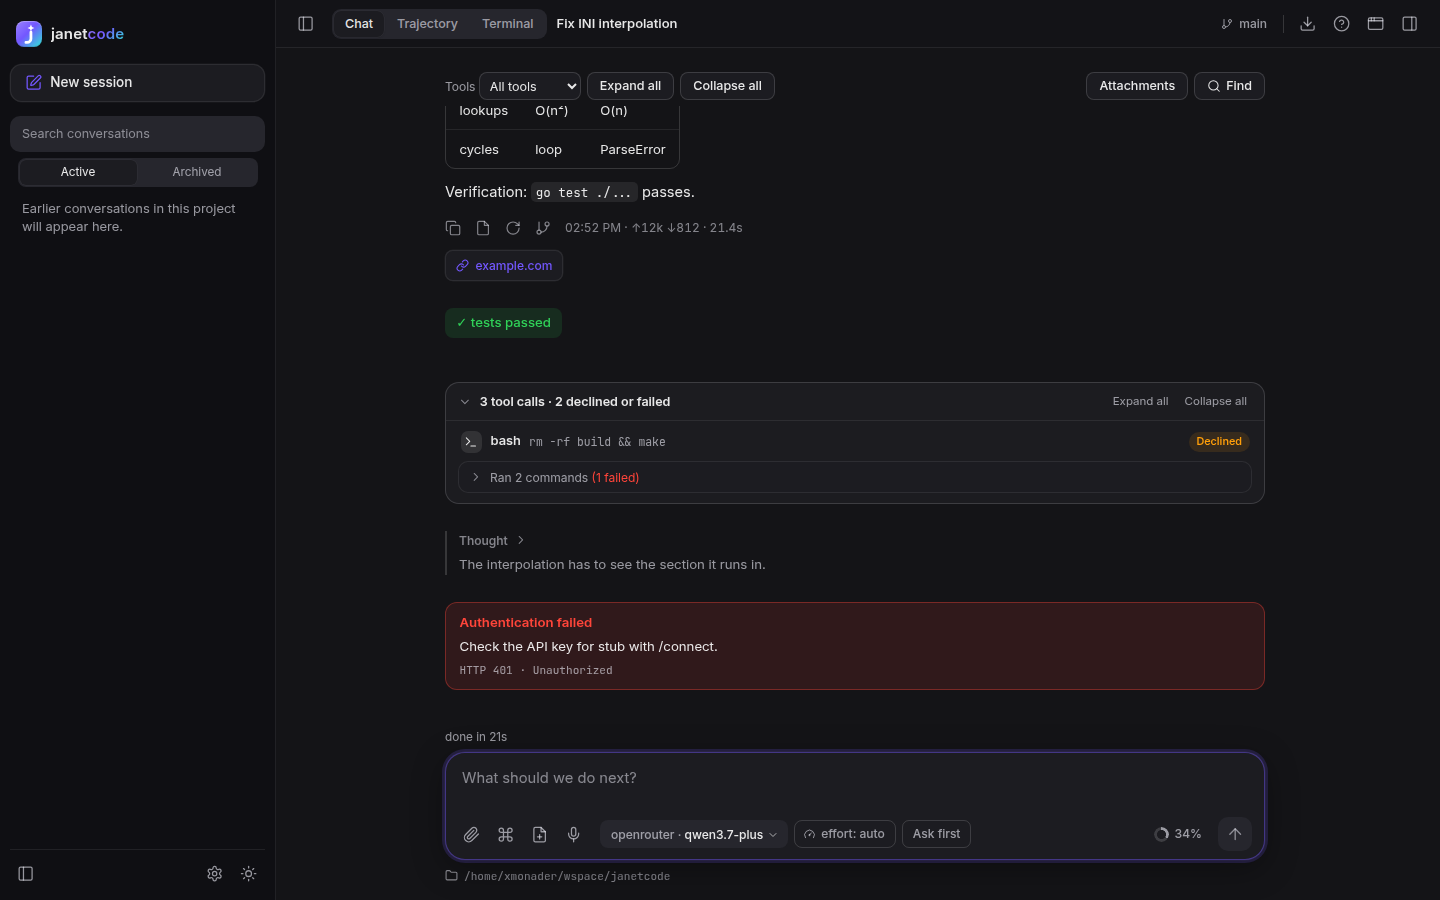 janetcode
New session
Search conversations
Active
Archived
Earlier conversations in this project
will appear here.
Chat
Trajectory
Terminal
Fix INI interpolation
main
Tools
All tools
Expand all
Collapse all
Attachments
Find
lookups O(n²) O(n)
cycles loop ParseError
Verification: go test ./... passes.
02:52 PM · ↑12k ↓812 · 21.4s
example.com
✓ tests passed
3 tool calls · 2 declined or failed
Expand all
Collapse all
bash rm -rf build && make
Declined
Ran 2 commands (1 failed)
Thought
The interpolation has to see the section it runs in.
Authentication failed
Check the API key for stub with /connect.
HTTP 401 · Unauthorized
done in 21s
What should we do next?
openrouter · qwen3.7-plus
effort: auto
Ask first
34%
/home/xmonader/wspace/janetcode